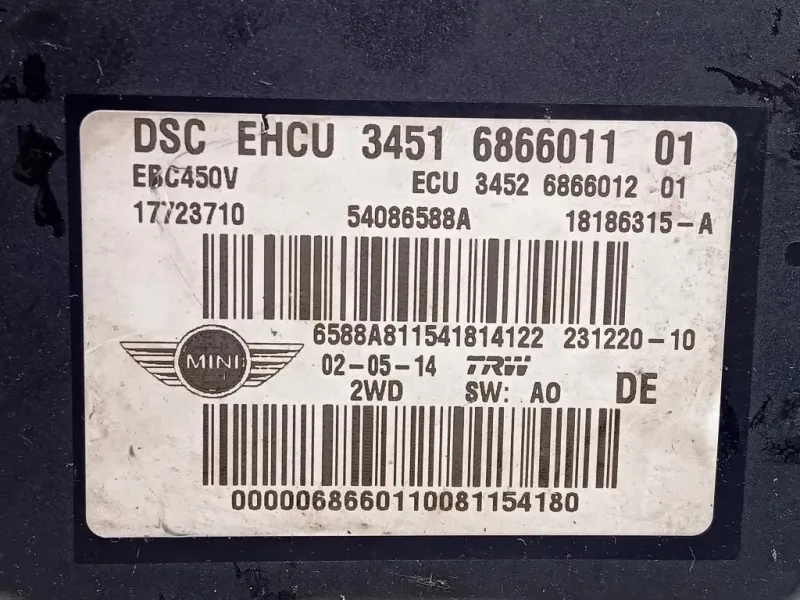 DSC EHCU 3451 6866011 01
EBC450V ECU 3452 6866012 01
17723710 54086588A 18186315-A
6588A811541814122 231220-10
MINI 02-05-14 TRW
2WD SW: A0 DE
0000068660110081154180